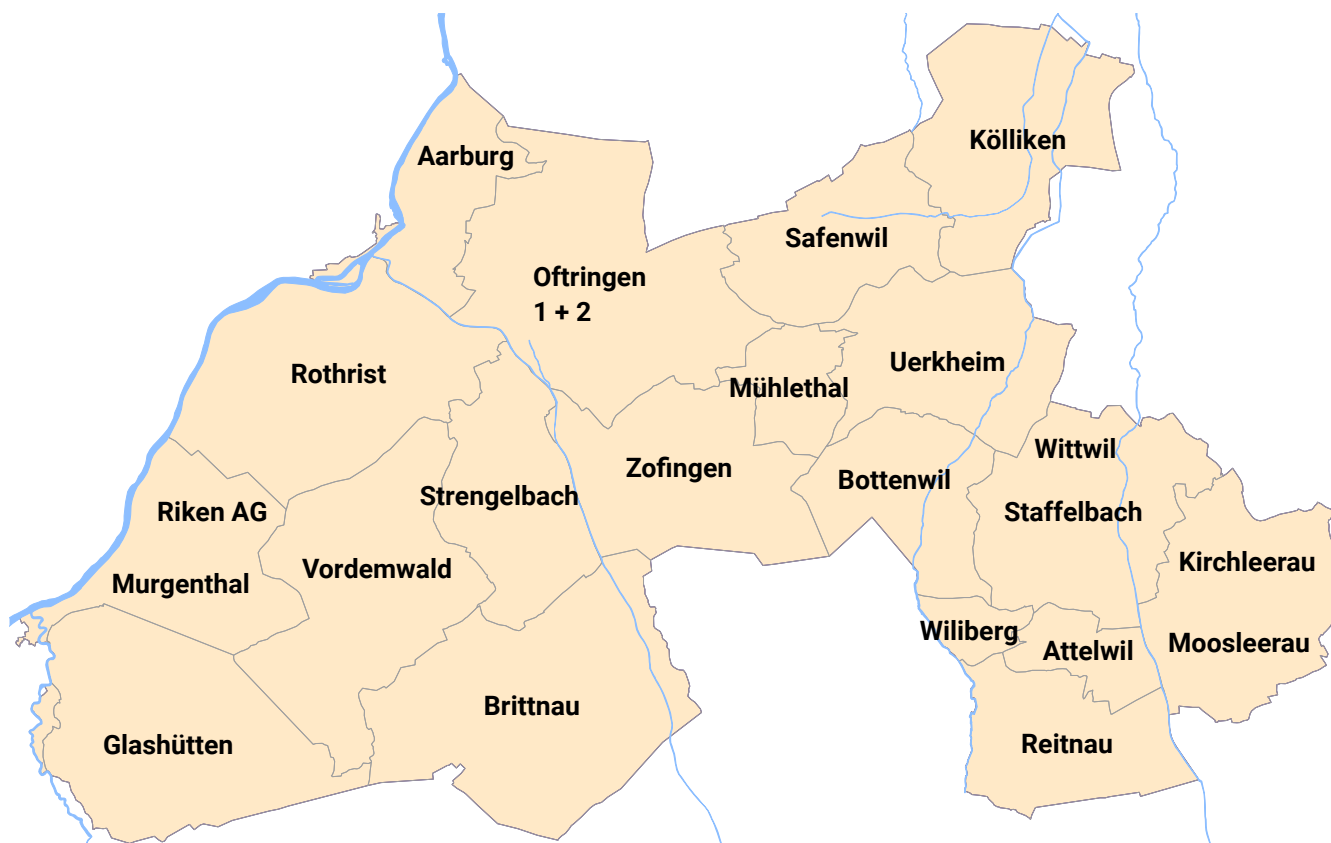 Kölliken
Aarburg
Safenwil
Oftringen
1 + 2
Uerkheim
Rothrist
Mühlethal
Wittwil
Zofingen
Bottenwil
Strengelbach
Riken AG
Staffelbach
Kirchleerau
Vordemwald
Murgenthal
Wiliberg
Moosleerau
Attelwil
Brittnau
Reitnau
Glashütten